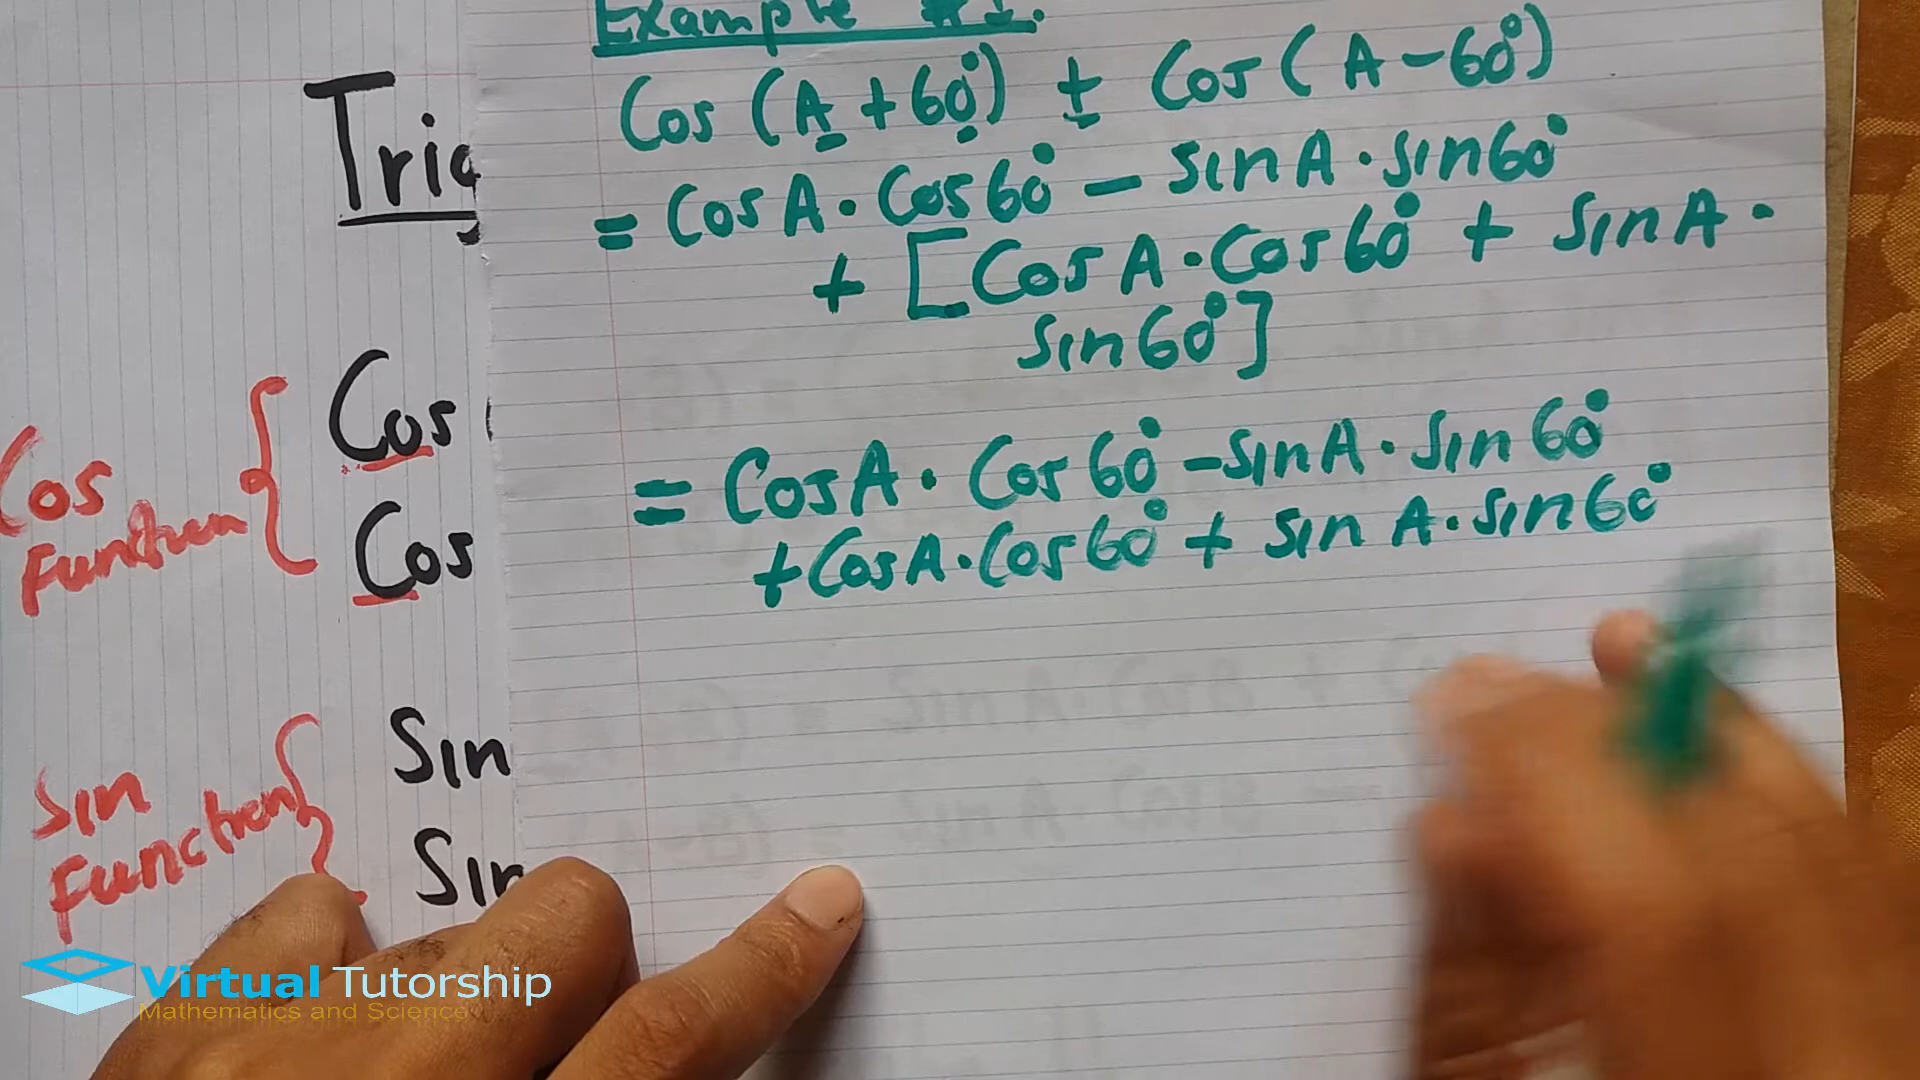 Example #1.
Cos (A + 60°) + Cos (A - 60°)
= Cos A · Cos 60° - sin A · sin 60°
+ [Cos A · Cos 60° + sin A ·
sin 60°]
= Cos A · Cos 60° - sin A · sin 60°
+ Cos A · Cos 60° + sin A · sin 60°
Cos
Cos
Cos
Function
Sin
Sin
Sin
Function
Virtual Tutorship
Mathematics and Science